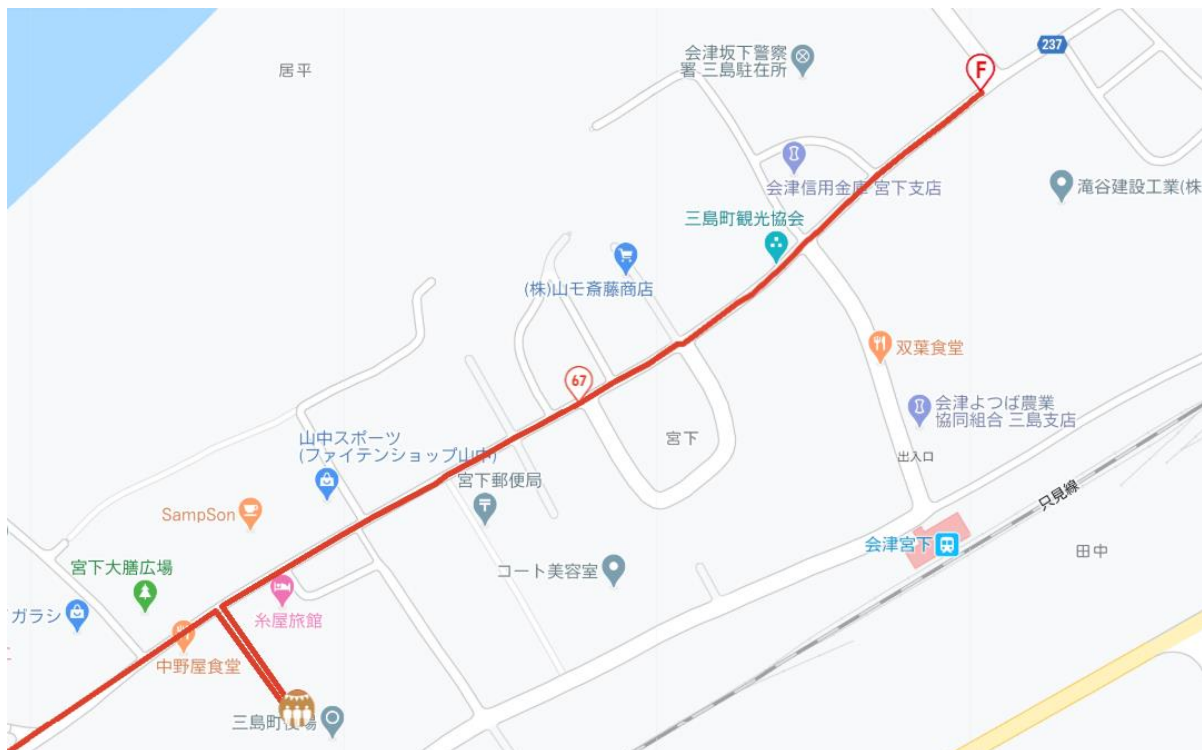 居平
会津坂下警察
署 三島駐在所
237
F
会津信用金庫 宮下支店
滝谷建設工業(株
三島町観光協会
(株)山モ斎藤商店
双葉食堂
67
会津よつば農業
協同組合 三島支店
宮下
山中スポーツ
(ファイテンショップ山中)
出入口
宮下郵便局
只見線
SampSon
会津宮下
田中
宮下大膳広場
コート美容室
ガラシ
糸屋旅館
中野屋食堂
三島町役場